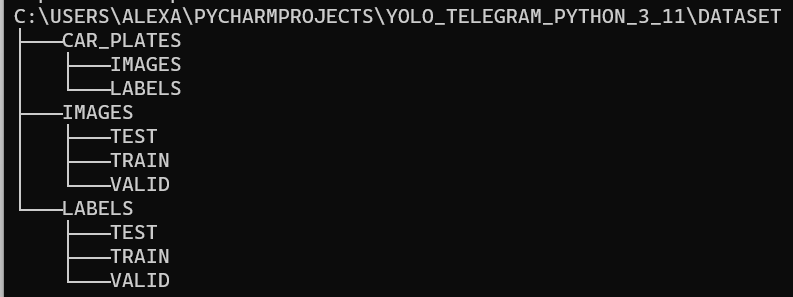 C:\USERS\ALEXA\PYCHARMPROJECTS\YOLO_TELEGRAM_PYTHON_3_11\DATASET
├───CAR_PLATES
│   ├───IMAGES
│   └───LABELS
├───IMAGES
│   ├───TEST
│   ├───TRAIN
│   └───VALID
└───LABELS
    ├───TEST
    ├───TRAIN
    └───VALID